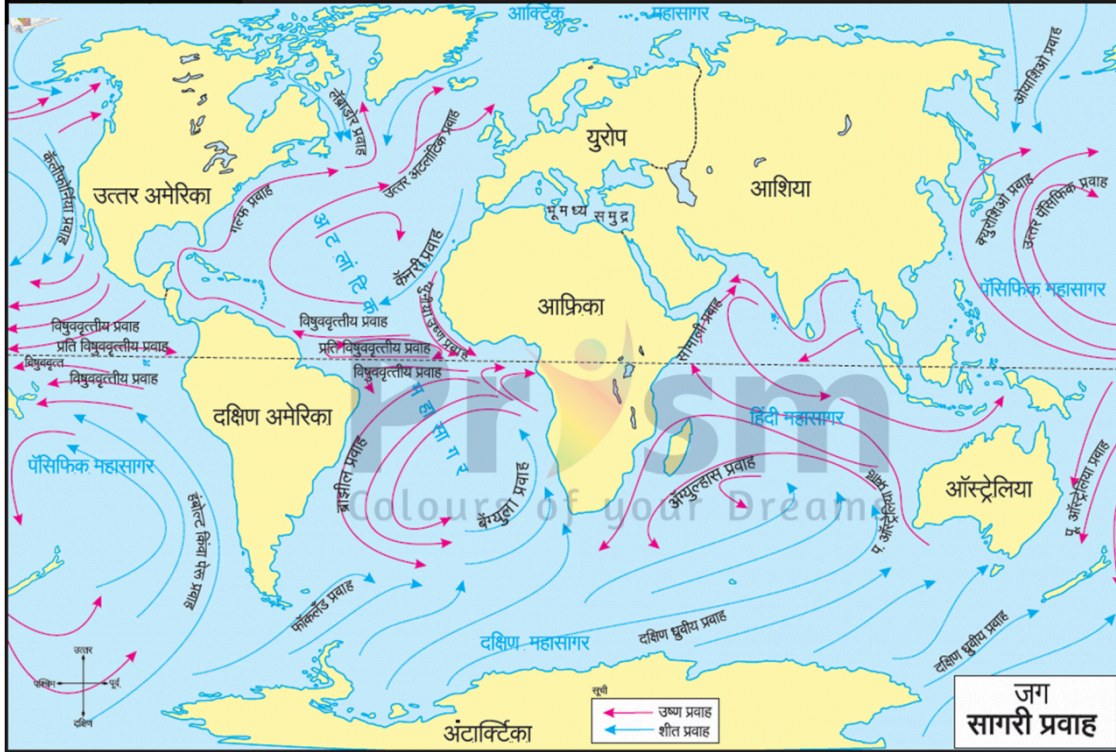 आर्क्टिक महासागर
ओयाशिओ प्रवाह
लॅब्राडोर प्रवाह
उत्तर अटलांटिक प्रवाह
युरोप
आशिया
उत्तर अमेरिका
कॅलीफोर्निया प्रवाह
गल्फ प्रवाह
भूमध्य समुद्र
क्युरोशिओ प्रवाह
उत्तर पॅसिफिक प्रवाह
अटलांटिक
कॅनरी प्रवाह
पॅसिफिक महासागर
आफ्रिका
सोमाली प्रवाह
विषुववृत्तीय प्रवाह
विषुववृत्तीय प्रवाह
प्रति विषुववृत्तीय प्रवाह
प्रति विषुववृत्तीय प्रवाह
विषुववृत्त
विषुववृत्तीय प्रवाह
विषुववृत्तीय प्रवाह
Prism
Colours of your Dreams
महासागर
दक्षिण अमेरिका
हिंदी महासागर
पॅसिफिक महासागर
ब्राझील प्रवाह
बेंग्युला प्रवाह
अॅग्युल्हास प्रवाह
प. ऑस्ट्रेलिया प्रवाह
ऑस्ट्रेलिया
पू. ऑस्ट्रेलिया प्रवाह
हंबोल्ट किंवा पेरू प्रवाह
फॉकलँड प्रवाह
दक्षिण महासागर
दक्षिण ध्रुवीय प्रवाह
दक्षिण ध्रुवीय प्रवाह
उत्तर
पश्चिम
पूर्व
दक्षिण
सूची
उष्ण प्रवाह
शीत प्रवाह
अंटार्क्टिका
जग
सागरी प्रवाह